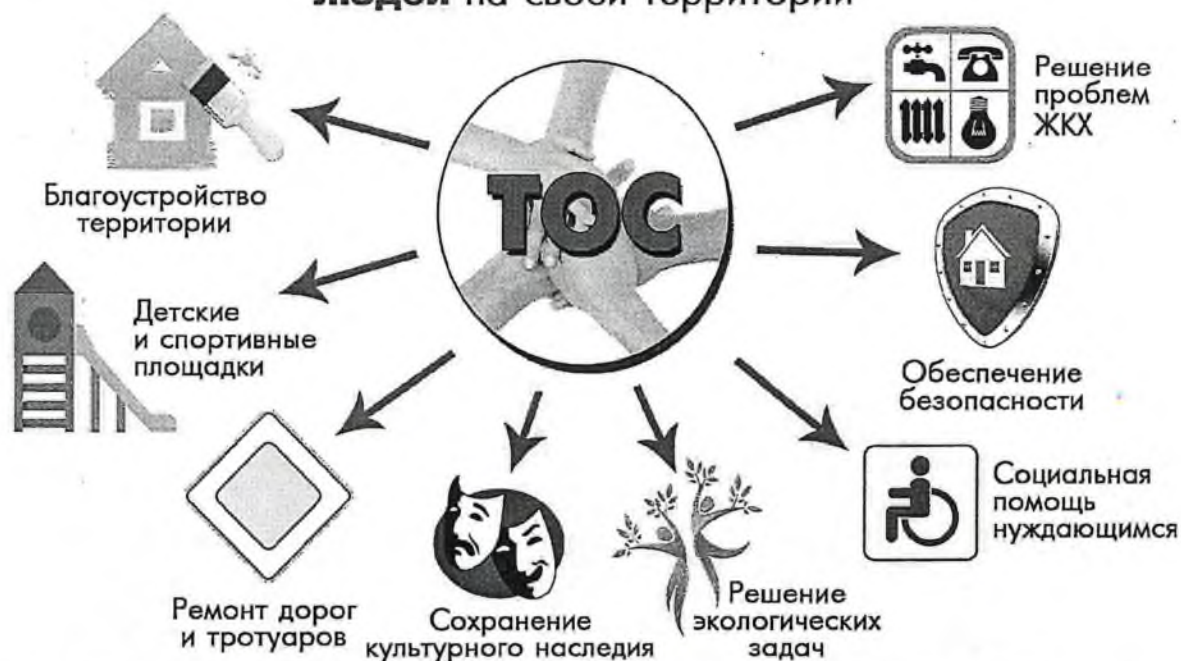 людей на своей территории
ТОС
Благоустройство
территории
Детские
и спортивные
площадки
Ремонт дорог
и тротуаров
Сохранение
культурного наследия
Решение
экологических
задач
Социальная
помощь
нуждающимся
Обеспечение
безопасности
Решение
проблем
ЖКХ